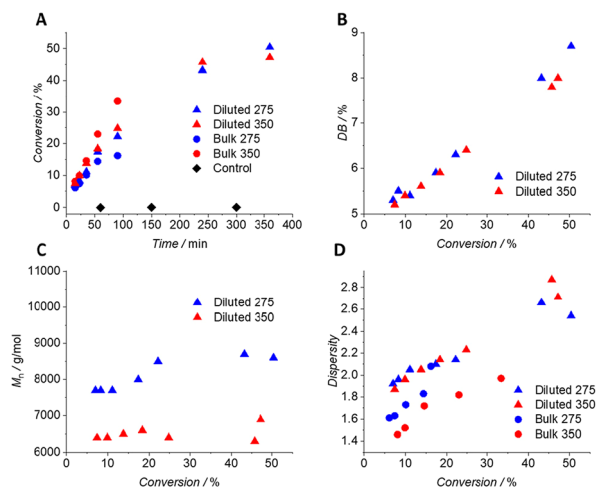 A
Conversion / %
50
40
30
20
10
0
0 50 100 150 200 250 300 350 400
Time / min
Diluted 275
Diluted 350
Bulk 275
Bulk 350
Control
B
DB / %
9
8
7
6
5
0 10 20 30 40 50
Conversion / %
Diluted 275
Diluted 350
C
Mn / g/mol
11000
10000
9000
8000
7000
6000
0 10 20 30 40 50
Conversion / %
Diluted 275
Diluted 350
D
Dispersity
2.8
2.6
2.4
2.2
2.0
1.8
1.6
1.4
0 10 20 30 40 50
Conversion / %
Diluted 275
Diluted 350
Bulk 275
Bulk 350